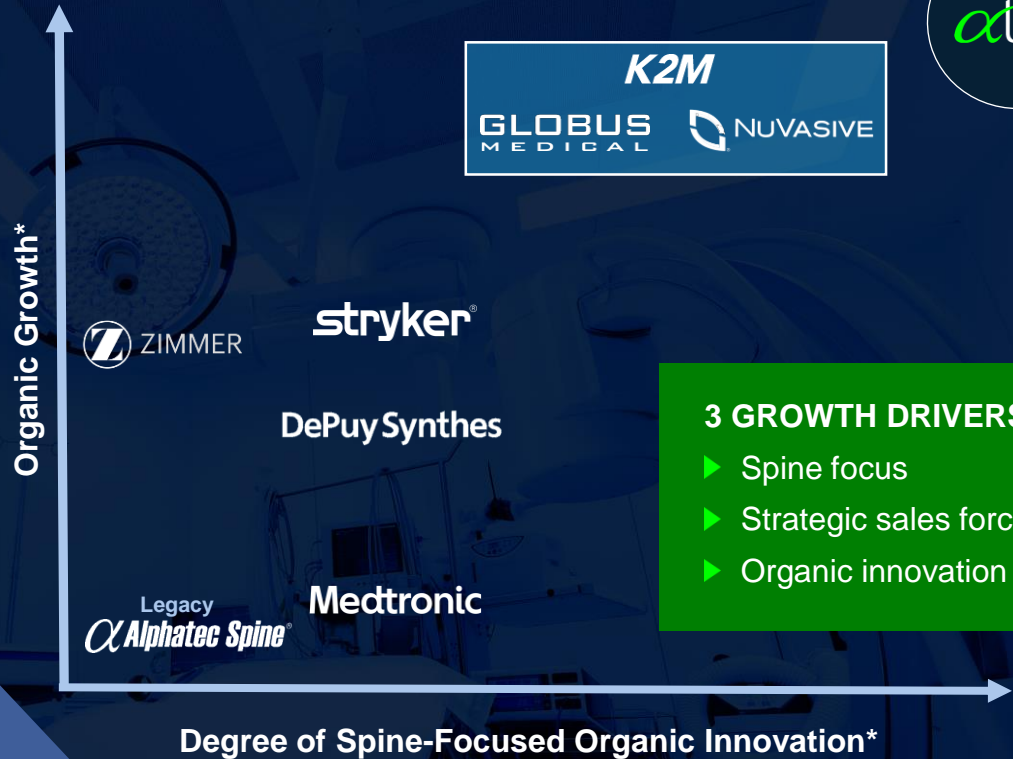 K2M
GLOBUS
MEDICAL
NUVASIVE
Organic Growth*
stryker®
Z ZIMMER
DePuy Synthes
3 GROWTH DRIVERS
Spine focus
Strategic sales
Organic innovation
Medtronic
Legacy
Alphatec Spine®
Degree of Spine-Focused Organic Innovation*